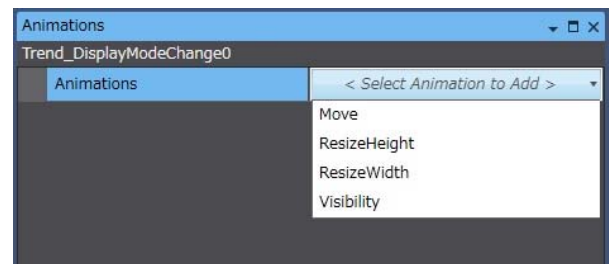 Animations
Trend_DisplayModeChange0
Animations < Select Animation to Add >
Move
ResizeHeight
ResizeWidth
Visibility